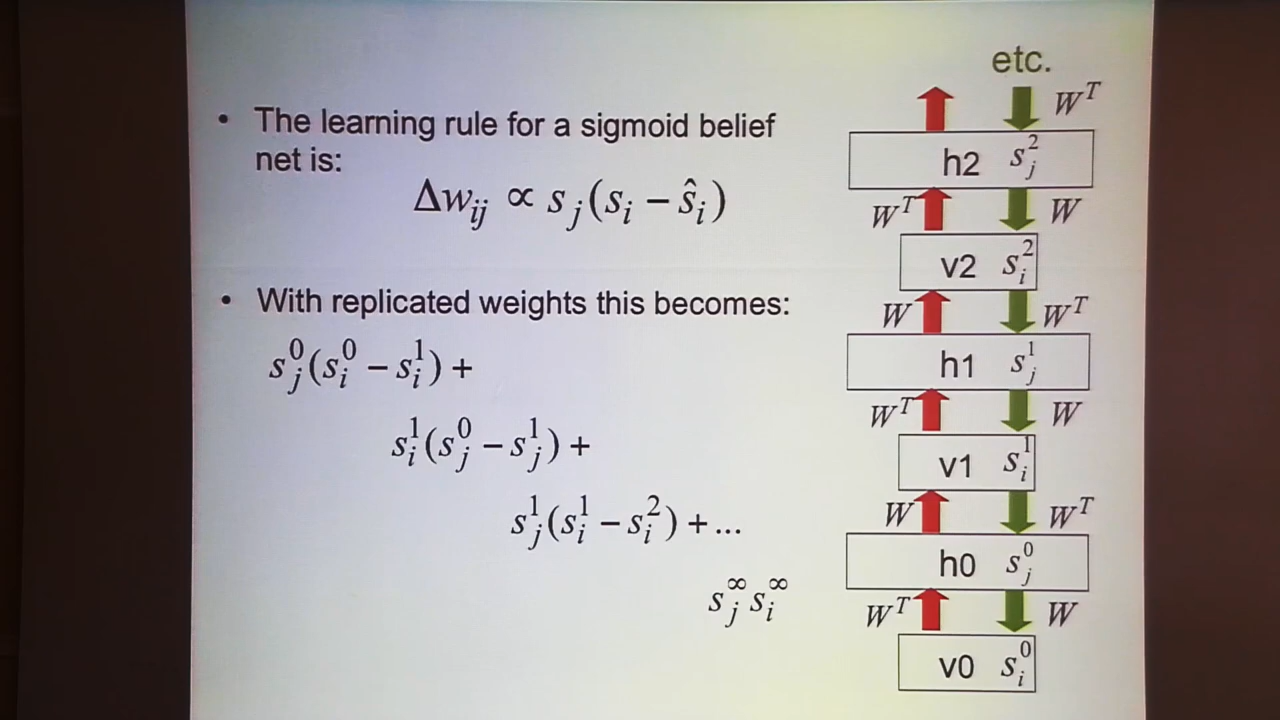 • The learning rule for a sigmoid belief
net is:
Δw_{ij} ∝ s_j(s_i − ŝ_i)
• With replicated weights this becomes:
s_j^0(s_i^0 − s_i^1) +
s_i^1(s_j^0 − s_j^1) +
s_j^1(s_i^1 − s_i^2) + ...
s_j^∞ s_i^∞
etc.
W^T
h2 s_j^2
W^T W
v2 s_i^2
W W^T
h1 s_j^1
W^T W
v1 s_i^1
W W^T
h0 s_j^0
W^T W
v0 s_i^0